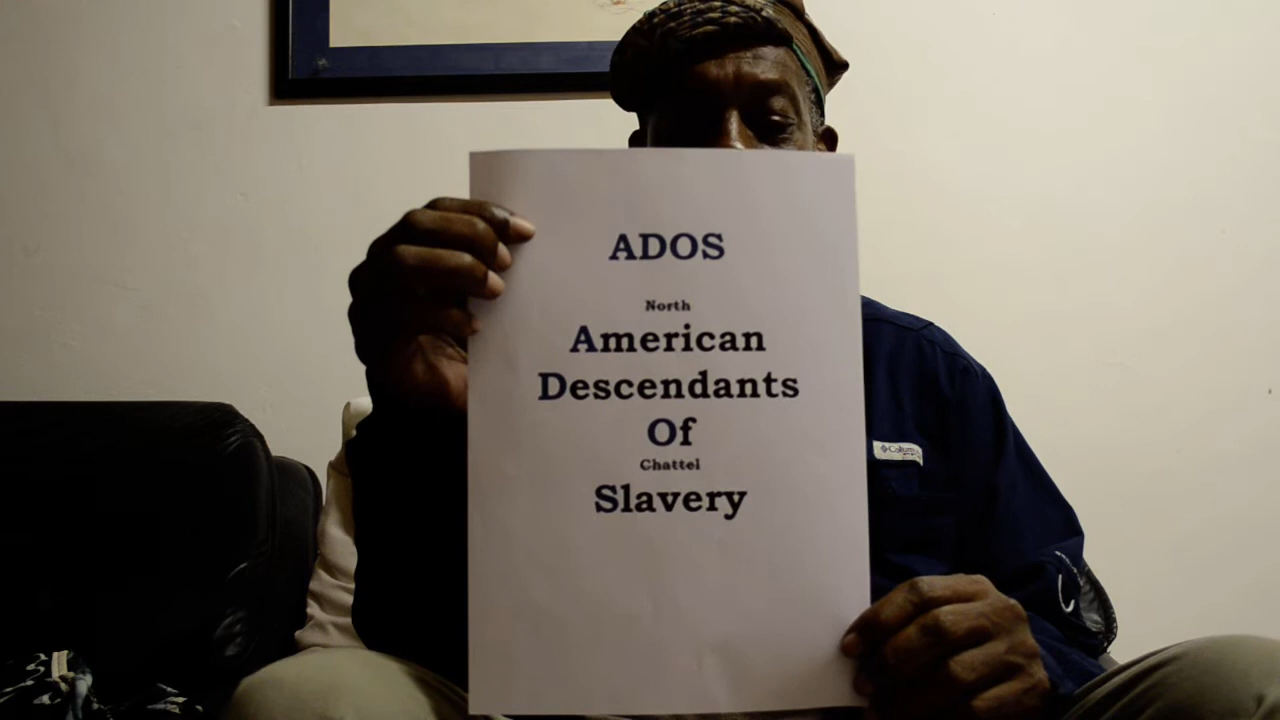 ADOS
North
American
Descendants
Of
Chattel
Slavery